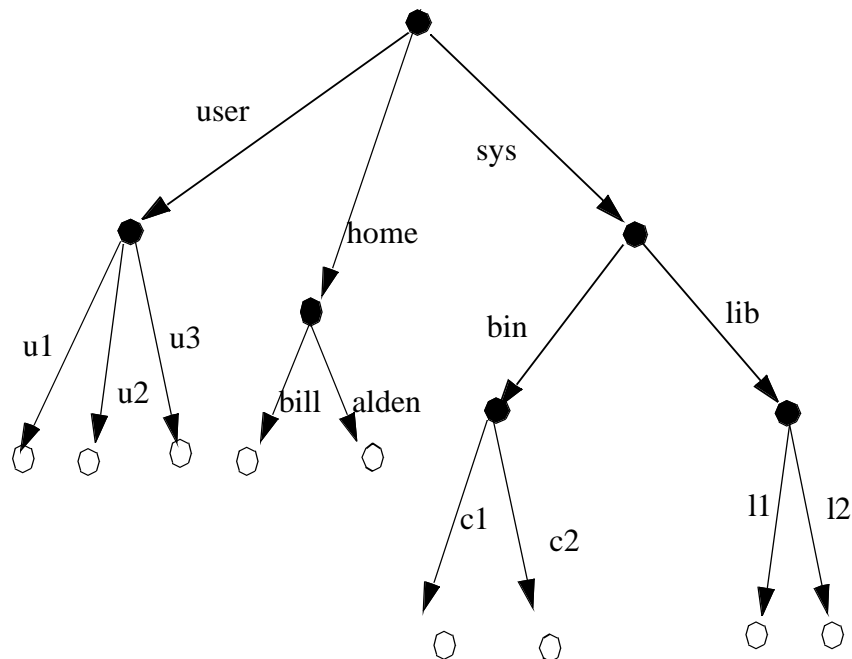 user
sys
home
bin
lib
u1
u2
u3
bill
alden
c1
c2
l1
l2